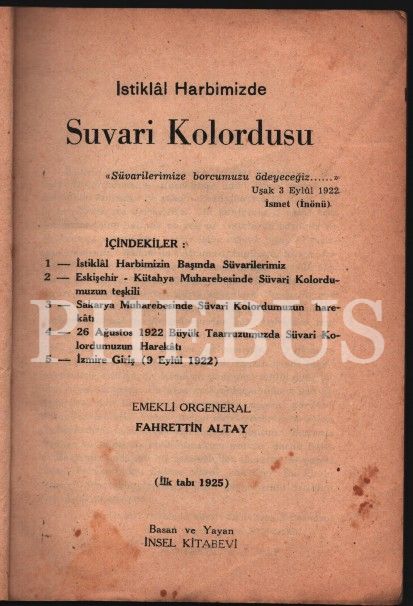 İstiklâl Harbimizde
Suvari Kolordusu
«Süvarilerimize borcumuzu ödeyeceğiz......»
Uşak 3 Eylûl 1922
İsmet (İnönü)
İÇİNDEKİLER :
1 — İstiklâl Harbimizin Başında Süvarilerimiz
2 — Eskişehir - Kütahya Muharebesinde Süvari Kolordu-
muzun teşkili
3 — Sakarya Muharebesinde Süvari Kolordumuzun hare-
kâtı
4 — 26 Ağustos 1922 Büyük Taarruzumuzda Süvari Ko-
lordumuzun Harekâtı
5 — İzmire Giriş (9 Eylûl 1922)
PHEBUS
EMEKLİ ORGENERAL
FAHRETTİN ALTAY
(İlk tabı 1925)
Basan ve Yayan
İNSEL KİTABEVİ